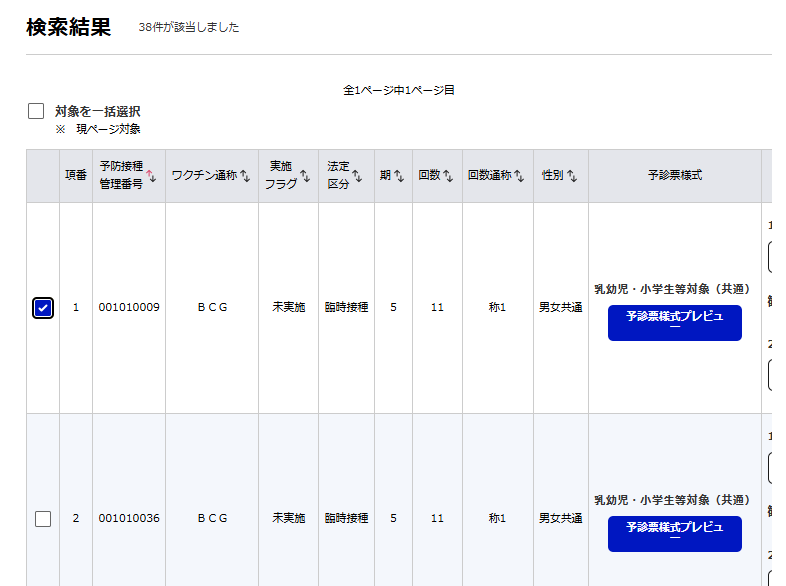 検索結果 38件が該当しました
全1ページ中1ページ目
対象を一括選択
※ 現ページ対象
項番 予防接種管理番号 ワクチン通称 実施フラグ 法定区分 期 回数 回数通称 性別 予診票様式
1 001010009 ＢＣＧ 未実施 臨時接種 5 11 称1 男女共通 乳幼児・小学生等対象（共通）
予診票様式プレビュー
2 001010036 ＢＣＧ 未実施 臨時接種 5 11 称1 男女共通 乳幼児・小学生等対象（共通）
予診票様式プレビュー